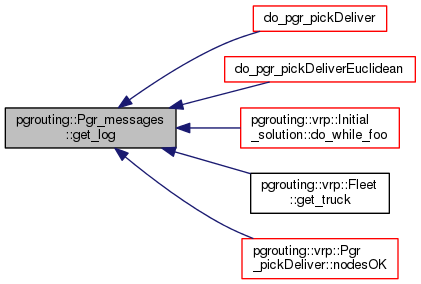 do_pgr_pickDeliver
do_pgr_pickDeliverEuclidean
pgrouting::Pgr_messages
::get_log
pgrouting::vrp::Initial
_solution::do_while_foo
pgrouting::vrp::Fleet
::get_truck
pgrouting::vrp::Pgr
_pickDeliver::nodesOK